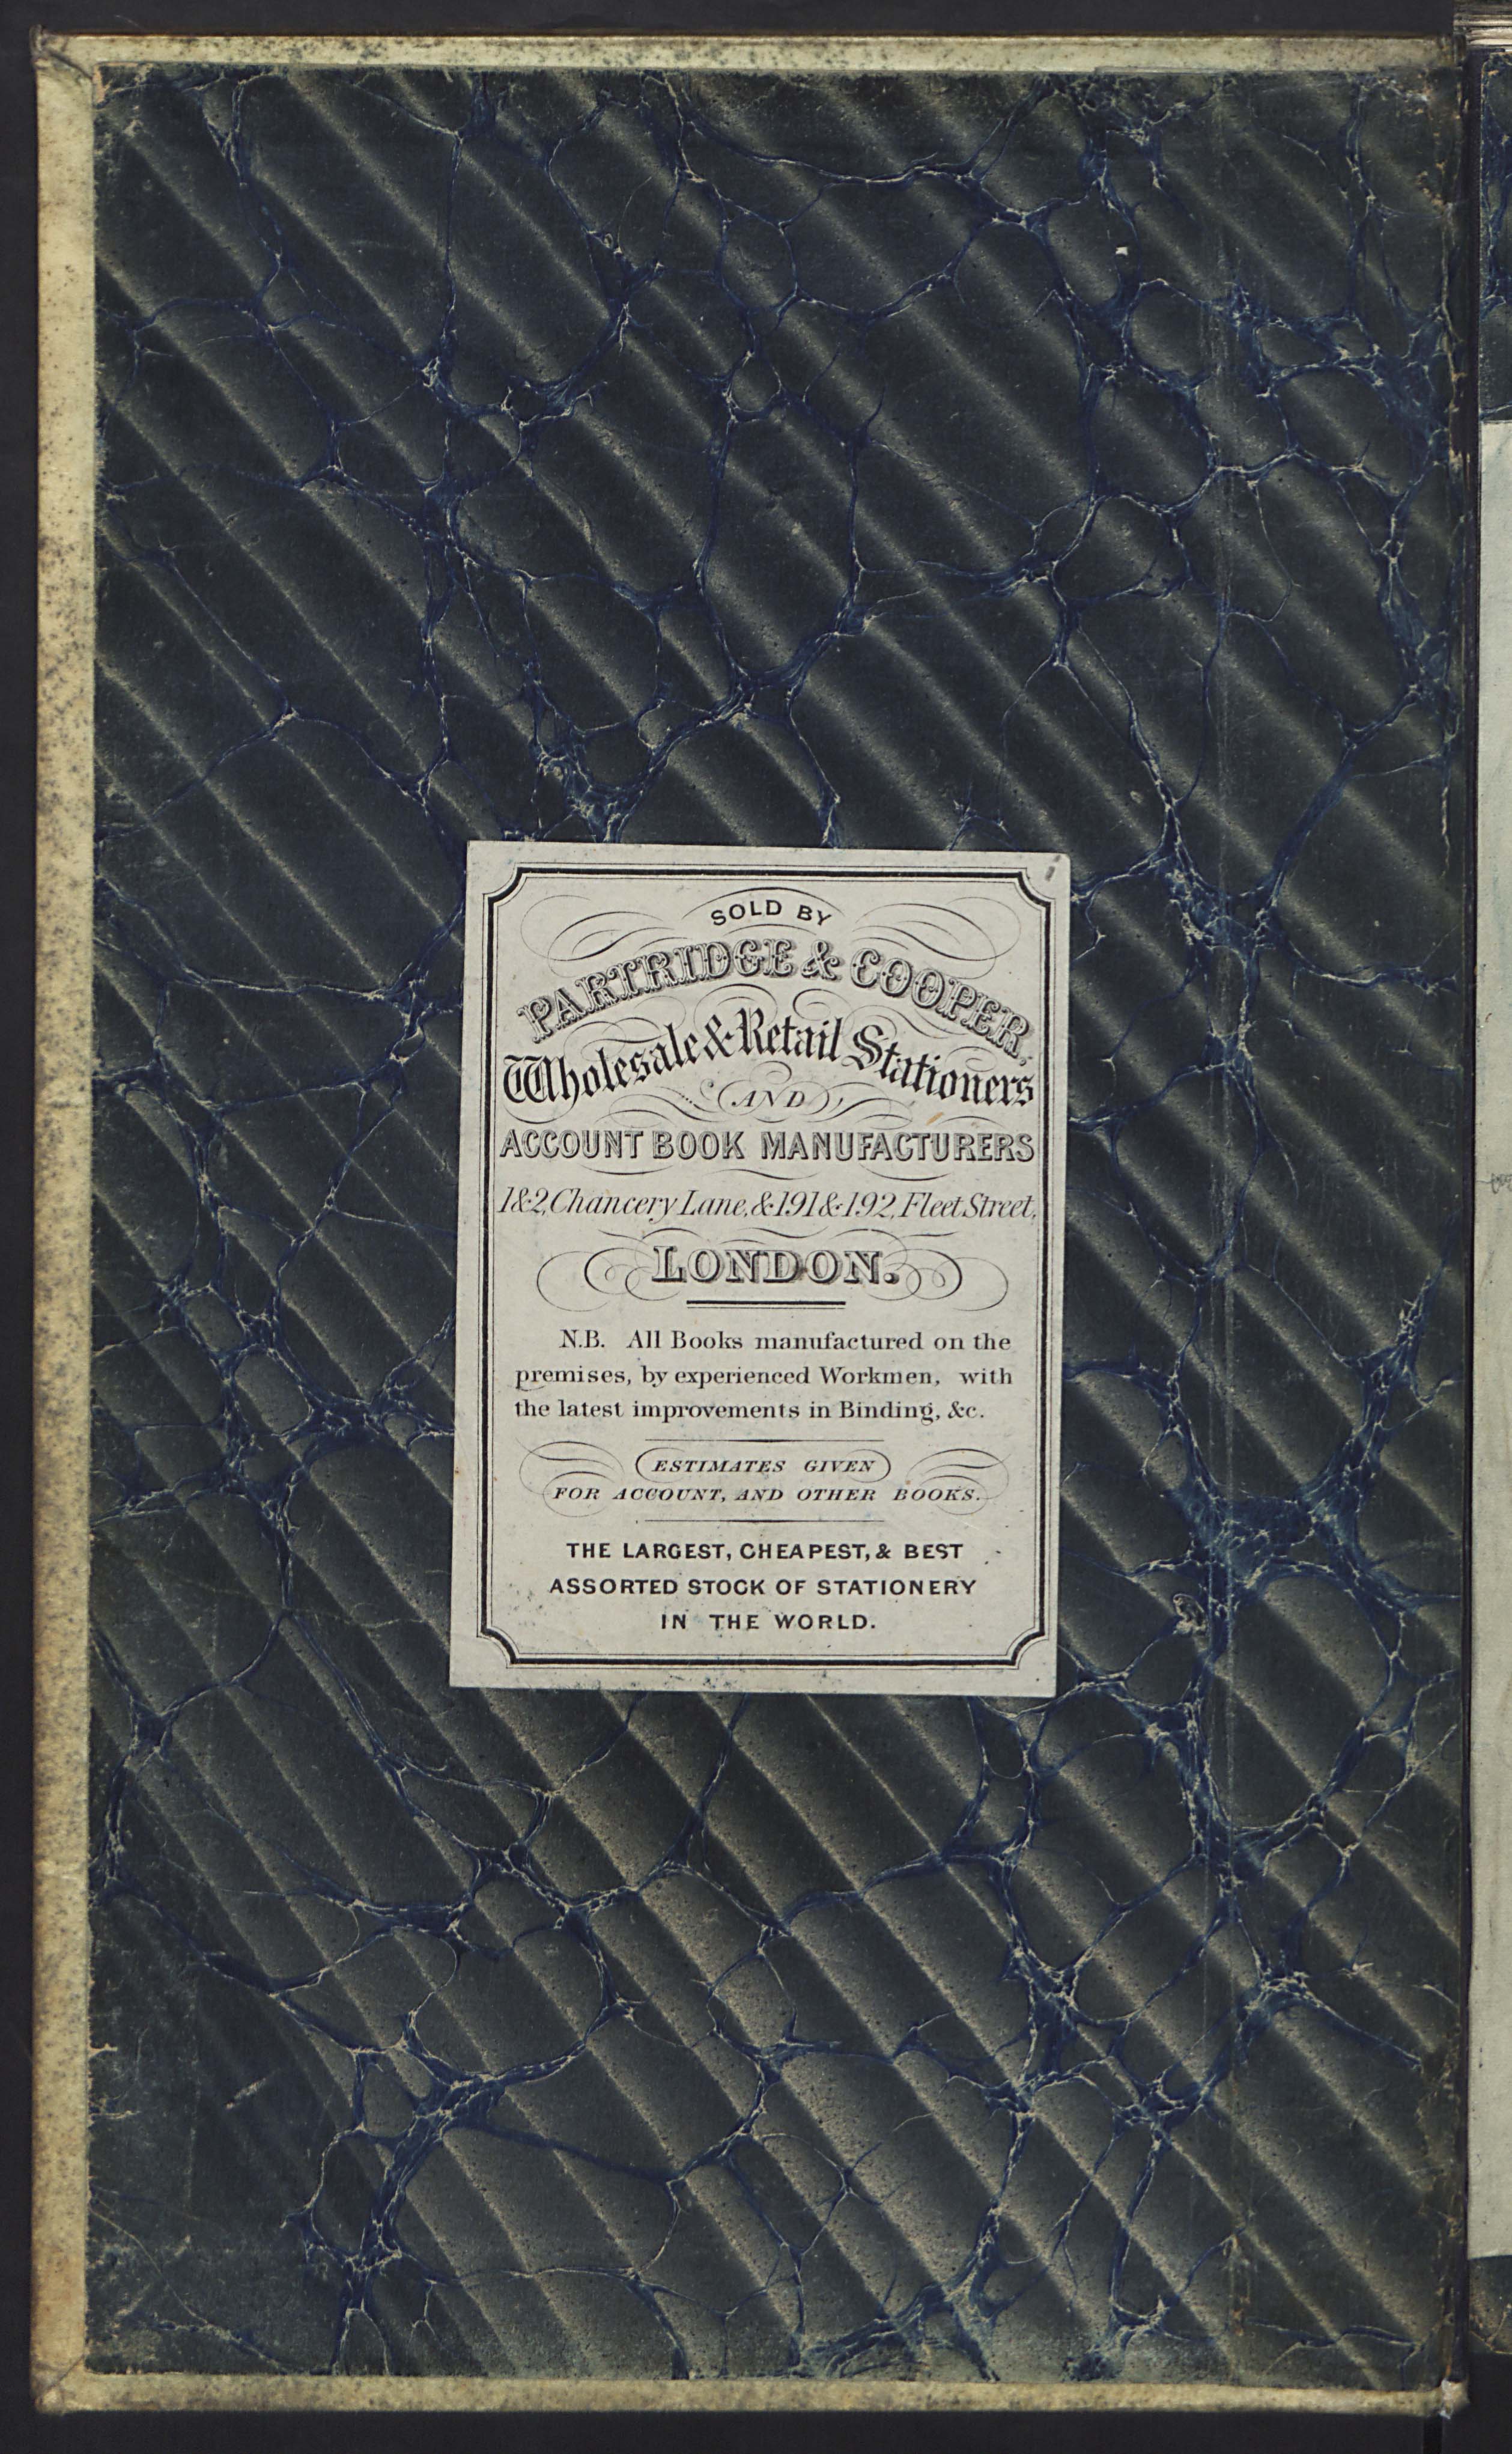 SOLD BY
PARTRIDGE & COOPER,
Wholesale & Retail Stationers
AND
ACCOUNT BOOK MANUFACTURERS
1&2, Chancery Lane, & 191 & 192, Fleet Street,
LONDON.
N.B. All Books manufactured on the
premises, by experienced Workmen, with
the latest improvements in Binding, &c.
ESTIMATES GIVEN
FOR ACCOUNT, AND OTHER BOOKS.
THE LARGEST, CHEAPEST, & BEST
ASSORTED STOCK OF STATIONERY
IN THE WORLD.